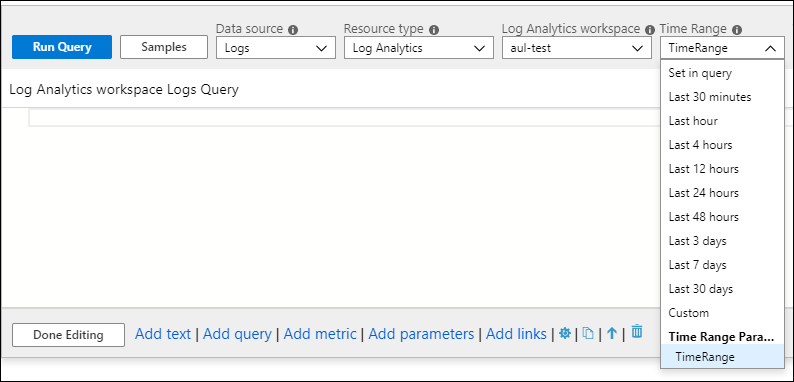 Data source Resource type Log Analytics workspace Time Range
Run Query Samples Logs Log Analytics aul-test TimeRange
Set in query
Log Analytics workspace Logs Query
Last 30 minutes
Last hour
Last 4 hours
Last 12 hours
Last 24 hours
Last 48 hours
Last 3 days
Last 7 days
Last 30 days
Custom
Done Editing Add text | Add query | Add metric | Add parameters | Add links | | | |
Time Range Para...
TimeRange